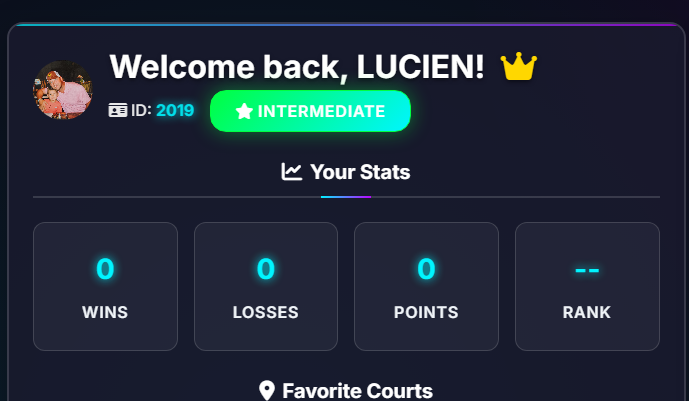 Welcome back, LUCIEN!
ID: 2019 INTERMEDIATE
Your Stats
0 0 0 --
WINS LOSSES POINTS RANK
Favorite Courts